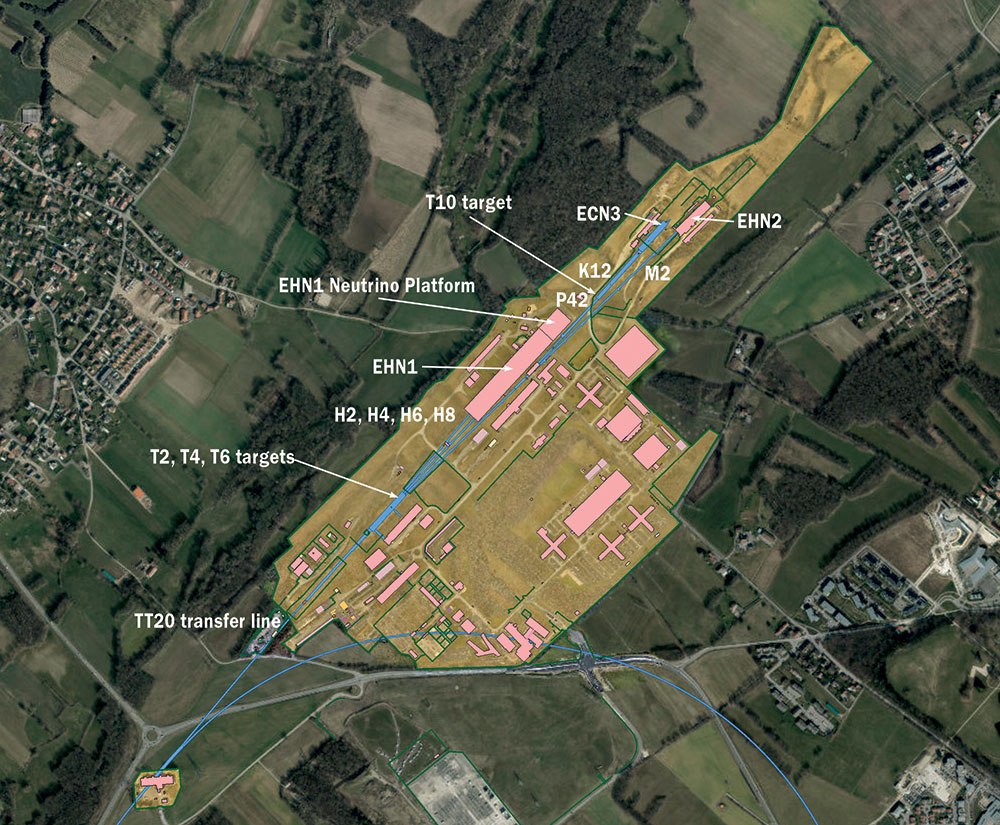 T10 target
ECN3
EHN2
K12
M2
EHN1 Neutrino Platform
P42
EHN1
H2, H4, H6, H8
T2, T4, T6 targets
TT20 transfer line